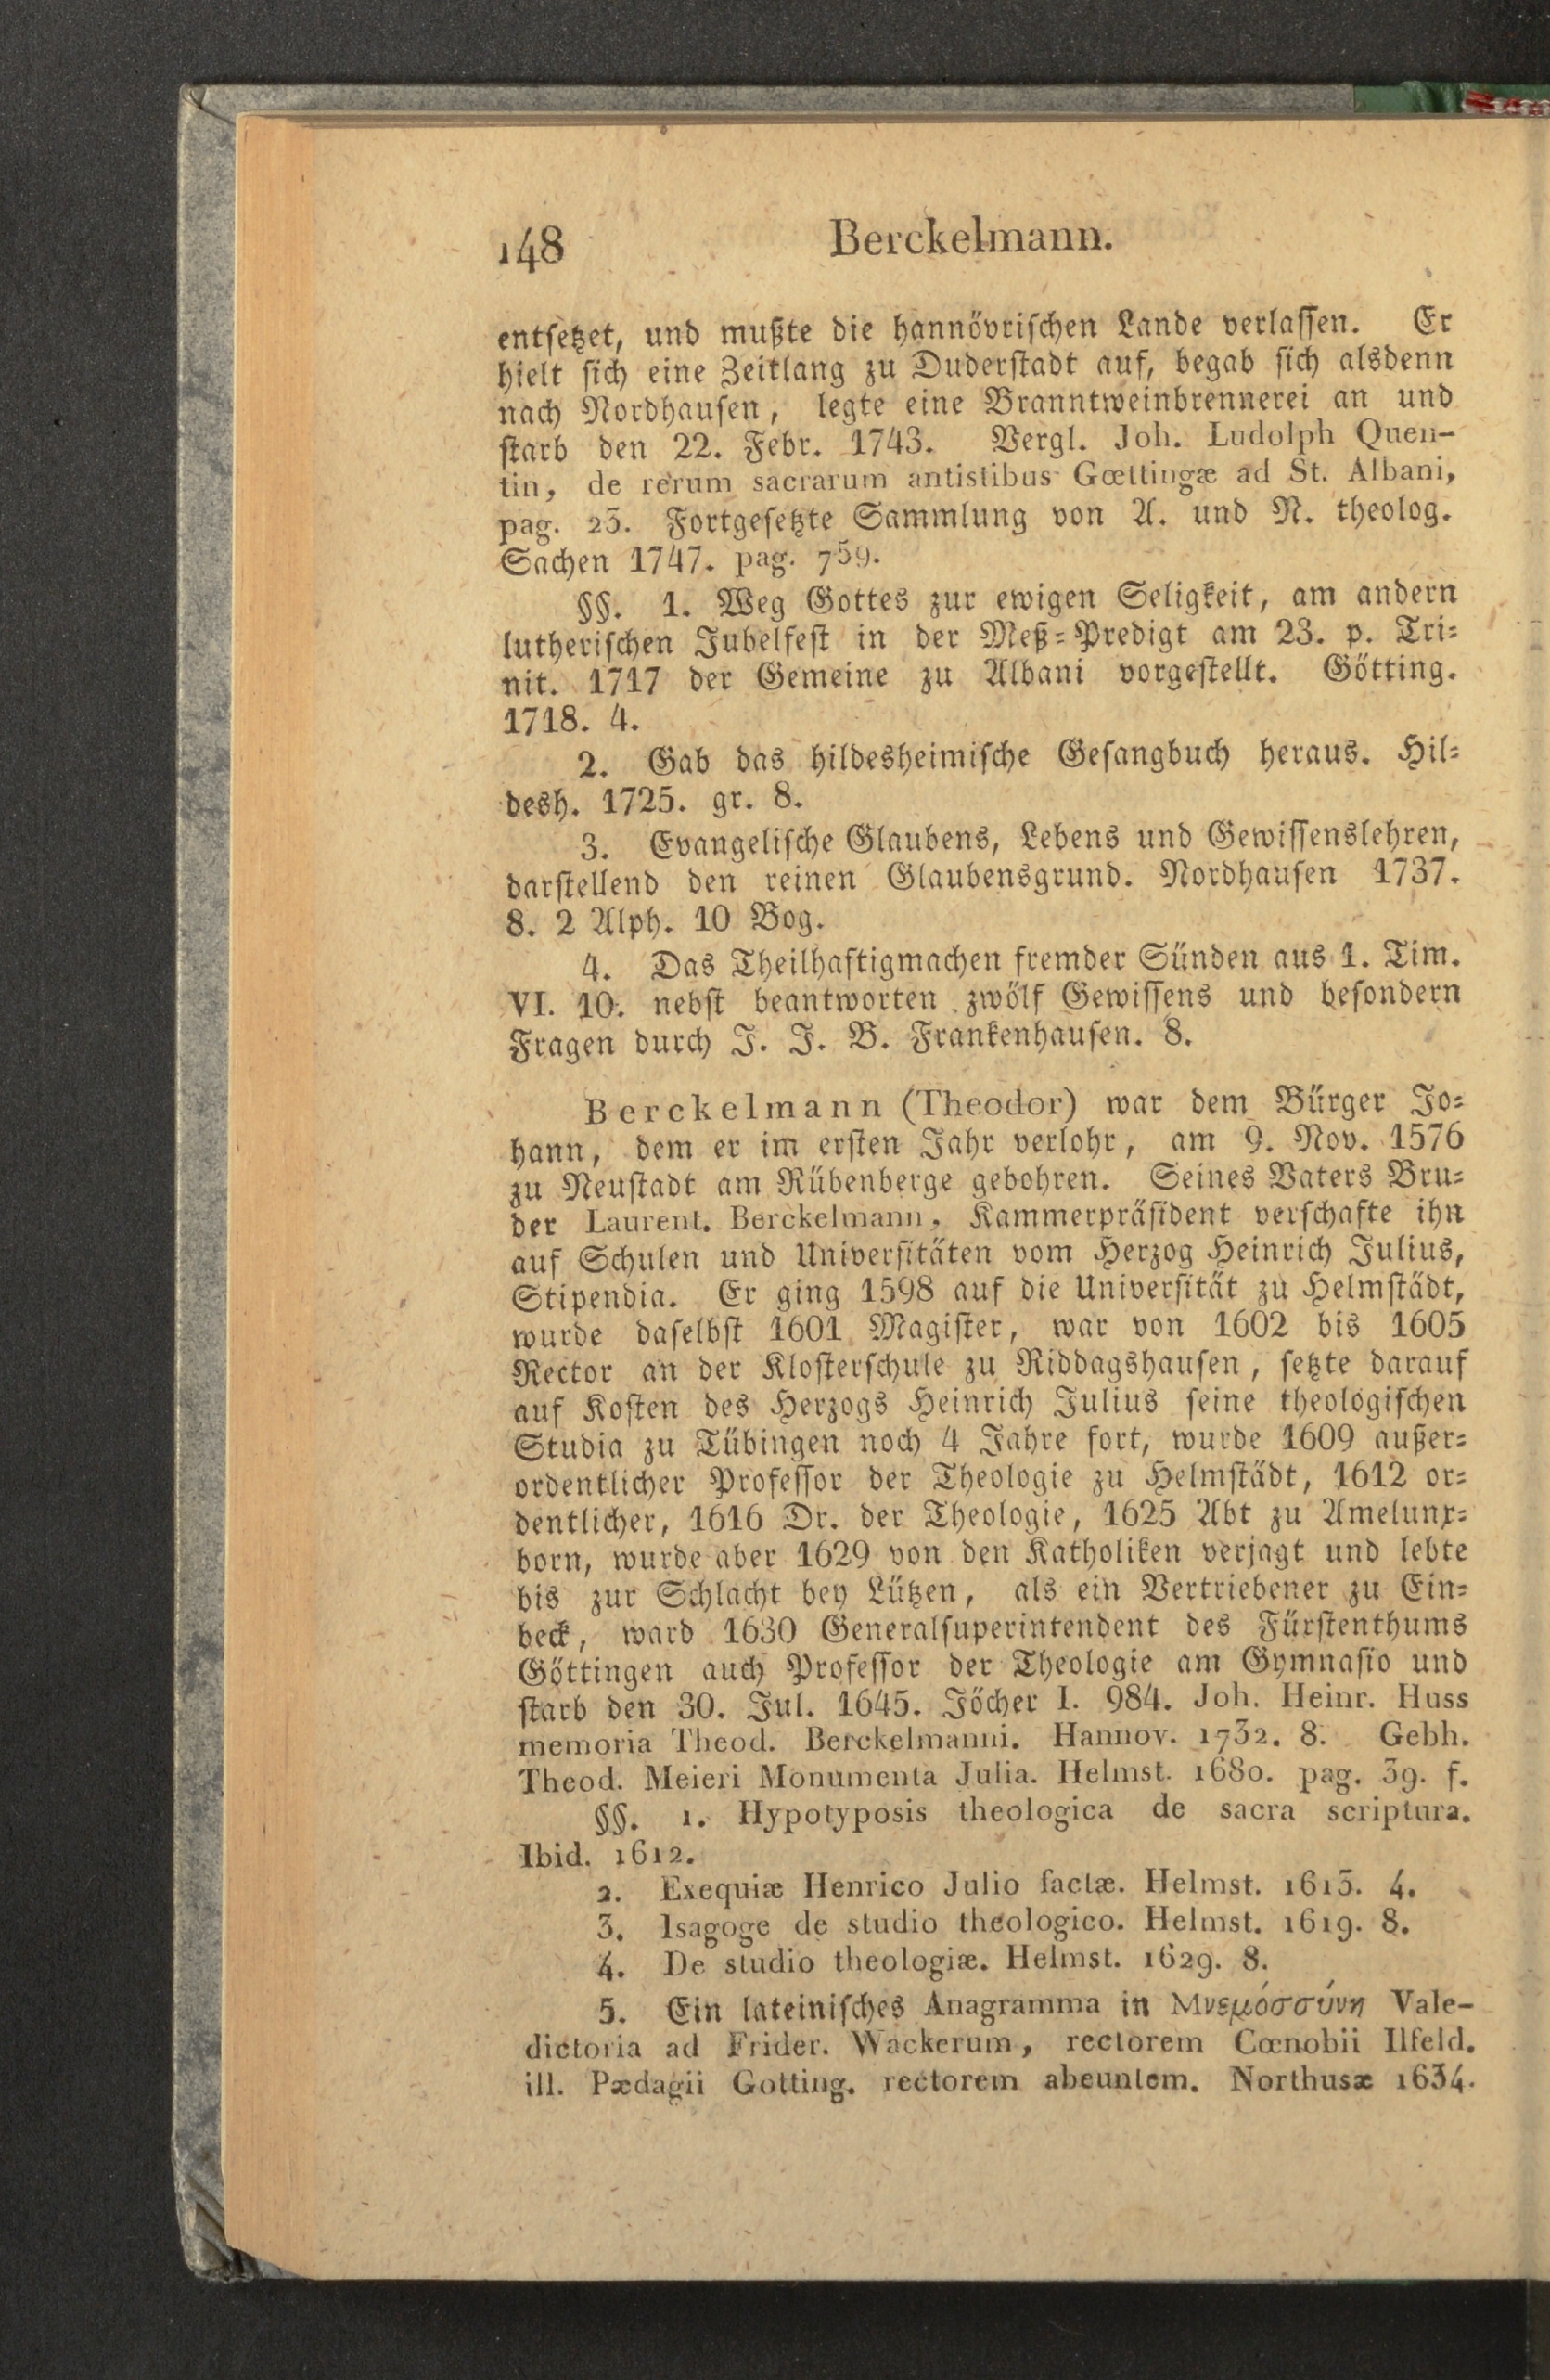 148 Berckelmann.
entsetzet, und mußte die hannövrischen Lande verlassen. Er
hielt sich eine Zeitlang zu Duderstadt auf, begab sich alsdenn
nach Nordhausen, legte eine Branntweinbrennerei an und
starb den 22. Febr. 1743. Vergl. Joh. Ludolph Quen-
tin, de rerum sacrarum antistibus Gœttingæ ad St. Albani,
pag. 23. Fortgesetzte Sammlung von A. und N. theolog.
Sachen 1747. pag. 759.
§§. 1. Weg Gottes zur ewigen Seligkeit, am andern
lutherischen Jubelfest in der Meß-Predigt am 23. p. Tri-
nit. 1717 der Gemeine zu Albani vorgestellt. Götting.
1718. 4.
2. Gab das hildesheimische Gesangbuch heraus. Hil-
desh. 1725. gr. 8.
3. Evangelische Glaubens, Lebens und Gewissenslehren,
darstellend den reinen Glaubensgrund. Nordhausen 1737.
8. 2 Alph. 10 Bog.
4. Das Theilhaftigmachen fremder Sünden aus 1. Tim.
VI. 10. nebst beantworten zwölf Gewissens und besondern
Fragen durch J. J. B. Frankenhausen. 8.
Berckelmann (Theodor) war dem Bürger Jo-
hann, dem er im ersten Jahr verlohr, am 9. Nov. 1576
zu Neustadt am Rübenberge gebohren. Seines Vaters Bru-
der Laurent. Berckelmann, Kammerpräsident verschafte ihn
auf Schulen und Universitäten vom Herzog Heinrich Julius,
Stipendia. Er ging 1598 auf die Universität zu Helmstädt,
wurde daselbst 1601 Magister, war von 1602 bis 1605
Rector an der Klosterschule zu Riddagshausen, setzte darauf
auf Kosten des Herzogs Heinrich Julius seine theologischen
Studia zu Tübingen noch 4 Jahre fort, wurde 1609 außer-
ordentlicher Professor der Theologie zu Helmstädt, 1612 or-
dentlicher, 1616 Dr. der Theologie, 1625 Abt zu Amelunx-
born, wurde aber 1629 von den Katholiken verjagt und lebte
bis zur Schlacht bey Lützen, als ein Vertriebener zu Ein-
beck, ward 1630 Generalsuperintendent des Fürstenthums
Göttingen auch Professor der Theologie am Gymnasio und
starb den 30. Jul. 1645. Jöcher I. 984. Joh. Heinr. Huss
memoria Theod. Berckelmanni. Hannov. 1732. 8. Gebh.
Theod. Meieri Monumenta Julia. Helmst. 1680. pag. 39. f.
§§. 1. Hypotyposis theologica de sacra scriptura.
Ibid. 1612.
2. Exequiæ Henrico Julio factæ. Helmst. 1613. 4.
3. Isagoge de studio theologico. Helmst. 1619. 8.
4. De studio theologiæ. Helmst. 1629. 8.
5. Ein lateinisches Anagramma in Μνεμόσσύνη Vale-
dictoria ad Frider. Wackerum, rectorem Cœnobii Ilfeld.
ill. Pædagii Gotting. rectorem abeuntem. Northusæ 1634.